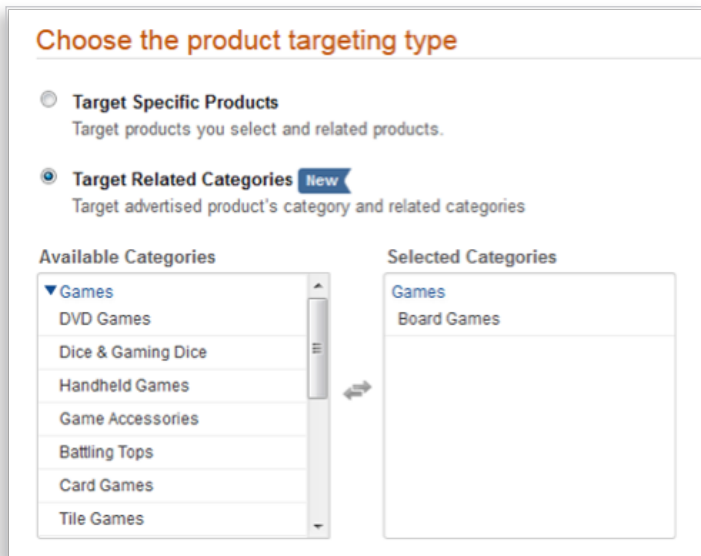 Choose the product targeting type
Target Specific Products
Target products you select and related products.
Target Related Categories New
Target advertised product's category and related categories
Available Categories
Games
DVD Games
Dice & Gaming Dice
Handheld Games
Game Accessories
Battling Tops
Card Games
Tile Games
Selected Categories
Games
Board Games